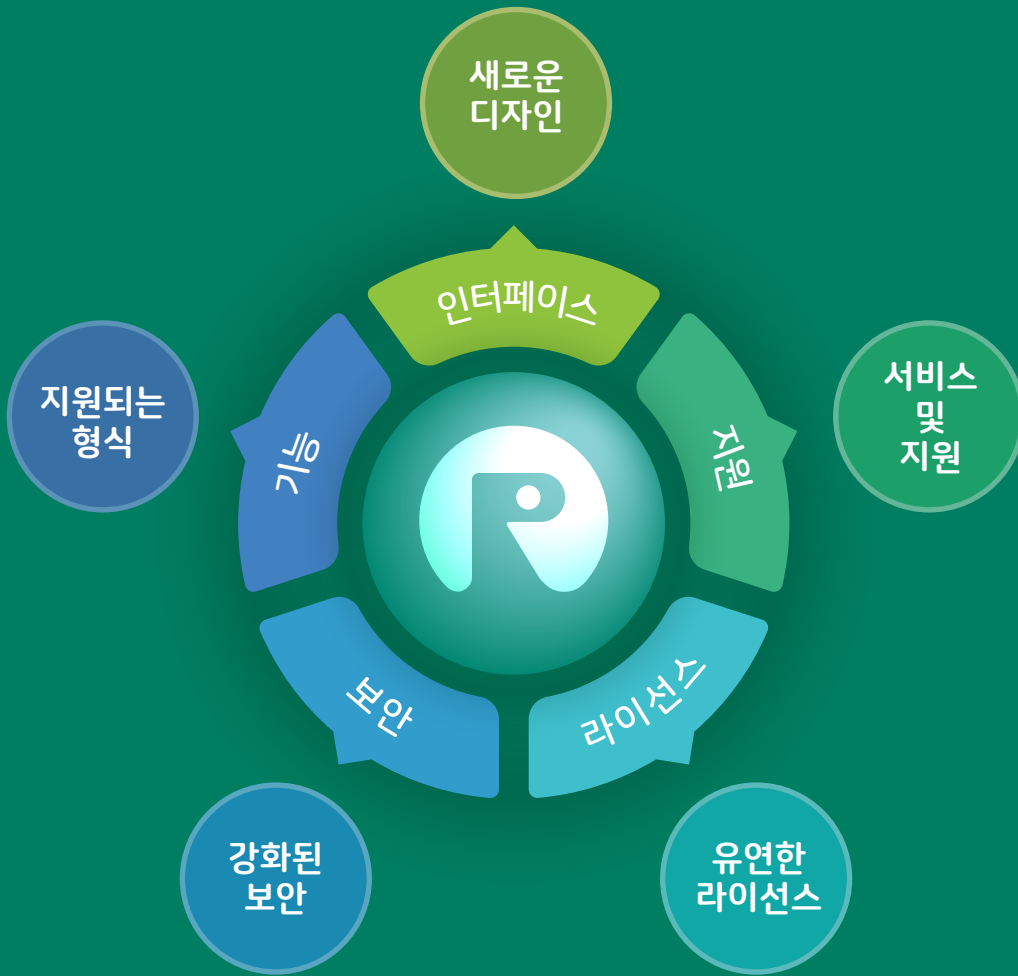 새로운
디자인
인터페이스
지원되는
형식
기능
지원
서비스
및
지원
보안
라이선스
강화된
보안
유연한
라이선스